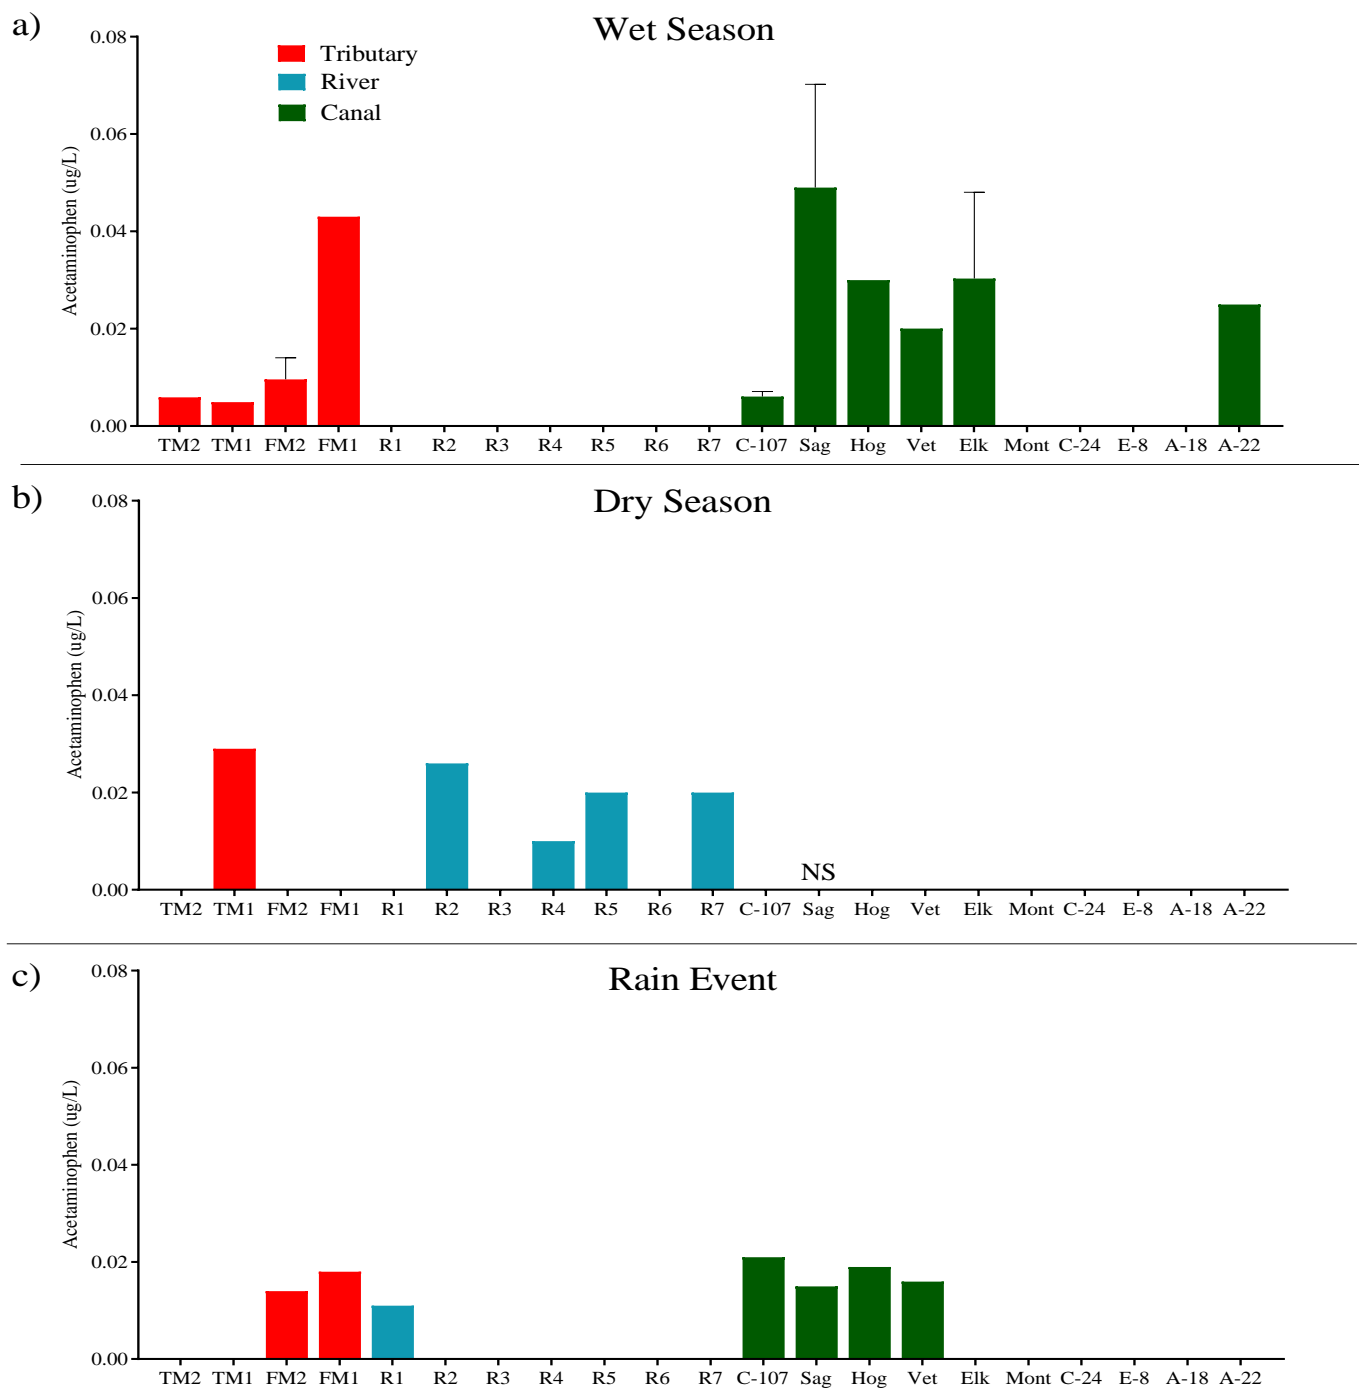 a)
Wet Season
Tributary
River
Canal
Acetaminophen (ug/L)
0.08
0.06
0.04
0.02
0.00
TM2 TM1 FM2 FM1 R1 R2 R3 R4 R5 R6 R7 C-107 Sag Hog Vet Elk Mont C-24 E-8 A-18 A-22
b)
Dry Season
Acetaminophen (ug/L)
0.08
0.06
0.04
0.02
0.00
NS
TM2 TM1 FM2 FM1 R1 R2 R3 R4 R5 R6 R7 C-107 Sag Hog Vet Elk Mont C-24 E-8 A-18 A-22
c)
Rain Event
Acetaminophen (ug/L)
0.08
0.06
0.04
0.02
0.00
TM2 TM1 FM2 FM1 R1 R2 R3 R4 R5 R6 R7 C-107 Sag Hog Vet Elk Mont C-24 E-8 A-18 A-22